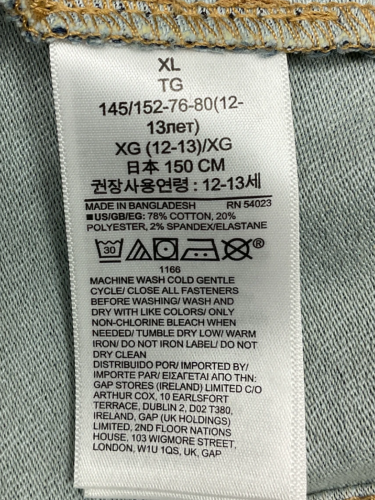 XL
TG
145/152-76-80(12-
13лет)
XG (12-13)/XG
日本 150 CM
권장사용연령 : 12-13세
MADE IN BANGLADESH RN 54023
■US/GB/EG: 78% COTTON, 20%
POLYESTER, 2% SPANDEX/ELASTANE
30
1166
MACHINE WASH COLD GENTLE
CYCLE/ CLOSE ALL FASTENERS
BEFORE WASHING/ WASH AND
DRY WITH LIKE COLORS/ ONLY
NON-CHLORINE BLEACH WHEN
NEEDED/ TUMBLE DRY LOW/ WARM
IRON/ DO NOT IRON LABEL/ DO NOT
DRY CLEAN
DISTRIBUIDO POR/ IMPORTED BY/
IMPORTE PAR/ ΕΙΣΑΓΕΤΑΙ ΑΠΟ ΤΗΝ:
GAP STORES (IRELAND) LIMITED C/O
ARTHUR COX, 10 EARLSFORT
TERRACE, DUBLIN 2, D02 T380,
IRELAND, GAP (UK HOLDINGS)
LIMITED, 2ND FLOOR NATIONS
HOUSE, 103 WIGMORE STREET,
LONDON, W1U 1QS, UK, GAP